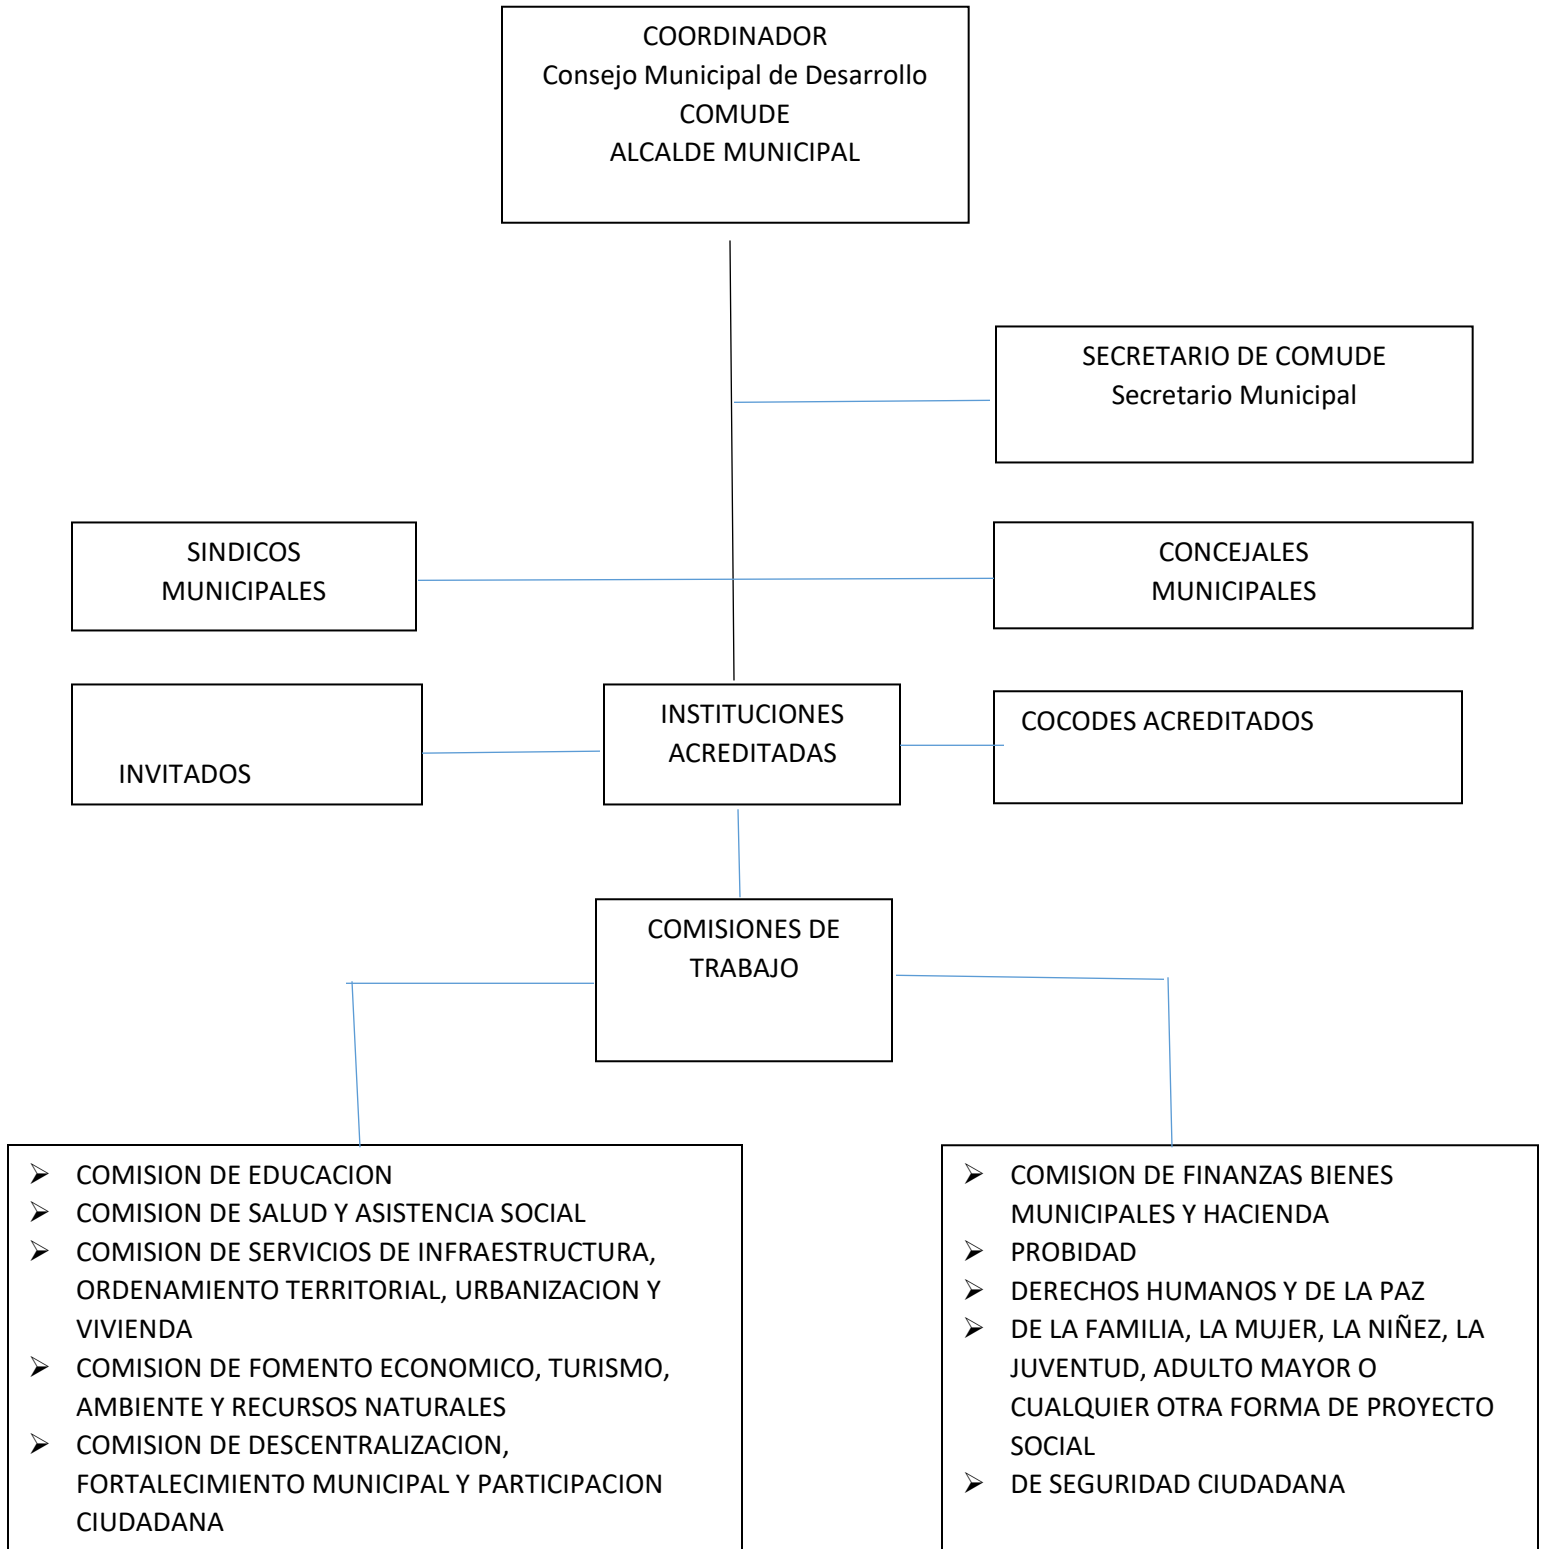 COORDINADOR
Consejo Municipal de Desarrollo
COMUDE
ALCALDE MUNICIPAL
SECRETARIO DE COMUDE
Secretario Municipal
SINDICOS
MUNICIPALES
CONCEJALES
MUNICIPALES
INVITADOS
INSTITUCIONES
ACREDITADAS
COCODES ACREDITADOS
COMISIONES DE
TRABAJO
➢ COMISION DE EDUCACION
➢ COMISION DE SALUD Y ASISTENCIA SOCIAL
➢ COMISION DE SERVICIOS DE INFRAESTRUCTURA,
ORDENAMIENTO TERRITORIAL, URBANIZACION Y
VIVIENDA
➢ COMISION DE FOMENTO ECONOMICO, TURISMO,
AMBIENTE Y RECURSOS NATURALES
➢ COMISION DE DESCENTRALIZACION,
FORTALECIMIENTO MUNICIPAL Y PARTICIPACION
CIUDADANA
➢ COMISION DE FINANZAS BIENES
MUNICIPALES Y HACIENDA
➢ PROBIDAD
➢ DERECHOS HUMANOS Y DE LA PAZ
➢ DE LA FAMILIA, LA MUJER, LA NIÑEZ, LA
JUVENTUD, ADULTO MAYOR O
CUALQUIER OTRA FORMA DE PROYECTO
SOCIAL
➢ DE SEGURIDAD CIUDADANA